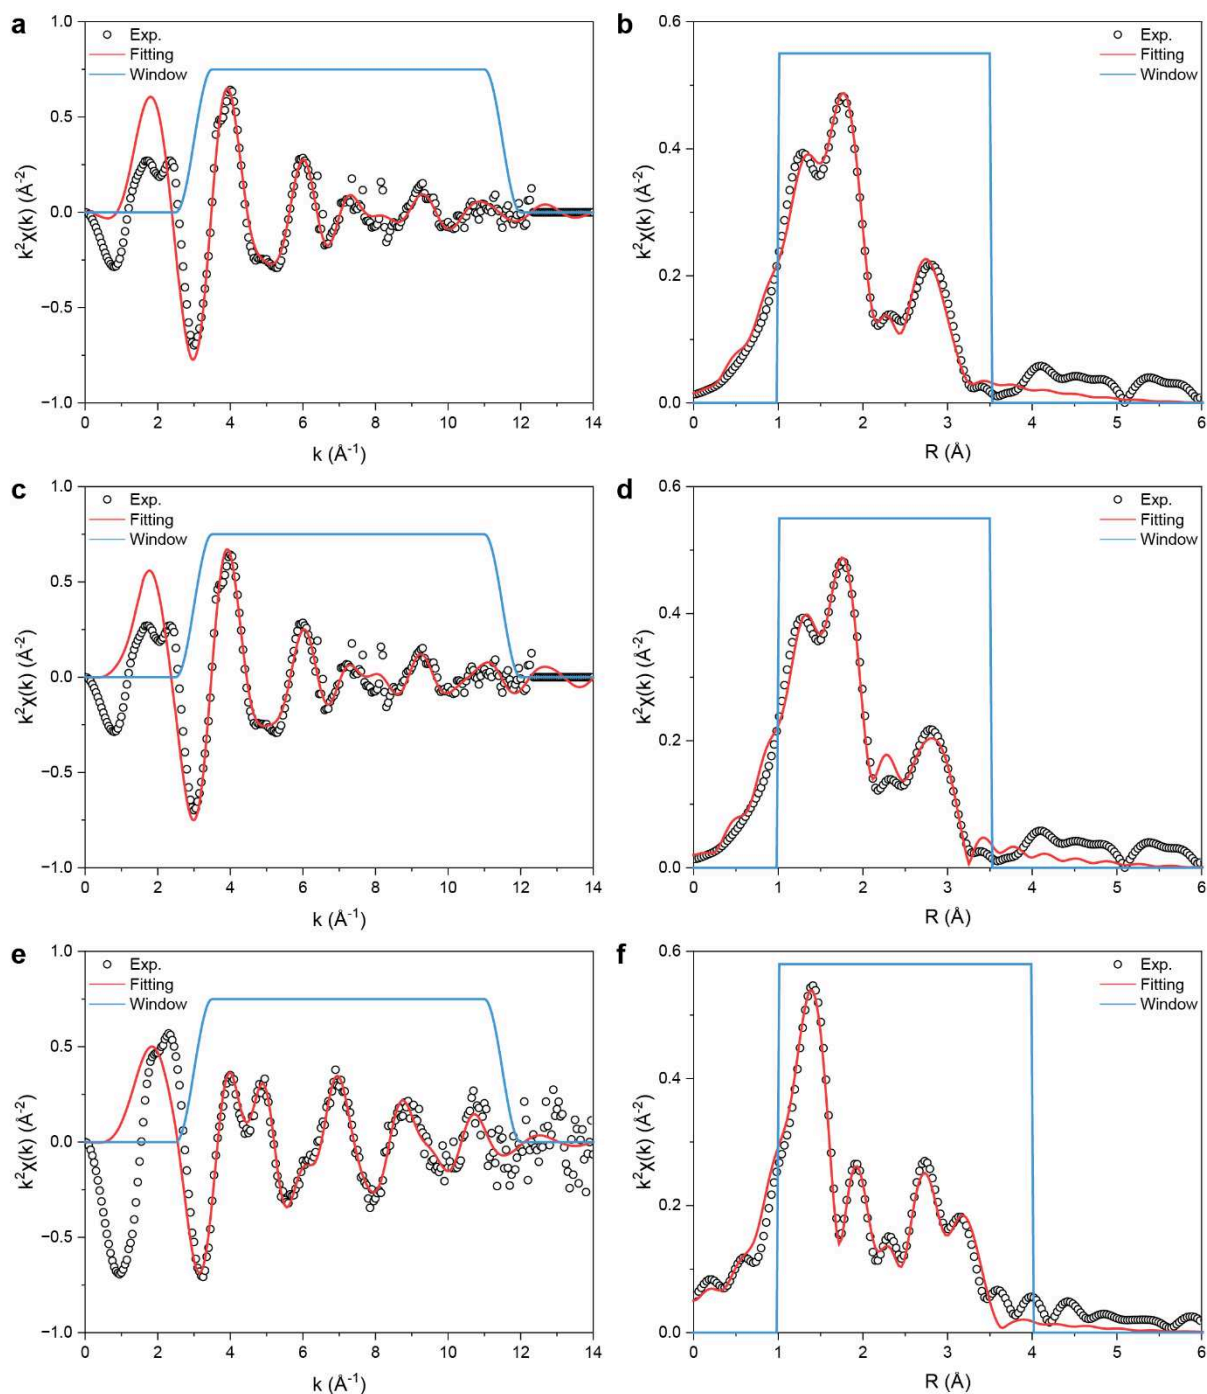 a
1.0
0.5
0.0
−0.5
−1.0
k²χ(k) (Å⁻²)
Exp.
Fitting
Window
0 2 4 6 8 10 12 14
k (Å⁻¹)
b
0.6
0.4
0.2
0.0
k²χ(k) (Å⁻²)
Exp.
Fitting
Window
0 1 2 3 4 5 6
R (Å)
c
1.0
0.5
0.0
−0.5
−1.0
k²χ(k) (Å⁻²)
Exp.
Fitting
Window
0 2 4 6 8 10 12 14
k (Å⁻¹)
d
0.6
0.4
0.2
0.0
k²χ(k) (Å⁻²)
Exp.
Fitting
Window
0 1 2 3 4 5 6
R (Å)
e
1.0
0.5
0.0
−0.5
−1.0
k²χ(k) (Å⁻²)
Exp.
Fitting
Window
0 2 4 6 8 10 12 14
k (Å⁻¹)
f
0.6
0.4
0.2
0.0
k²χ(k) (Å⁻²)
Exp.
Fitting
Window
0 1 2 3 4 5 6
R (Å)